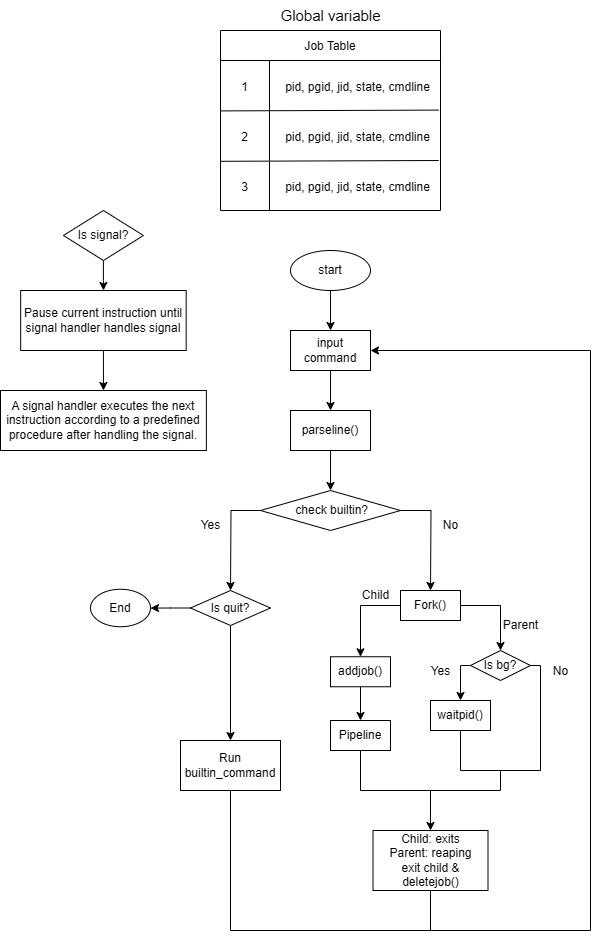 Global variable
Job Table
1
pid, pgid, jid, state, cmdline
2
pid, pgid, jid, state, cmdline
3
pid, pgid, jid, state, cmdline
Is signal?
Pause current instruction until
signal handler handles signal
A signal handler executes the next
instruction according to a predefined
procedure after handling the signal.
start
input
command
parseline()
check builtin?
Yes
No
End
Is quit?
Run
builtin_command
Fork()
Child
Parent
addjob()
Pipeline
Is bg?
Yes
No
waitpid()
Child: exits
Parent: reaping
exit child &
deletejob()